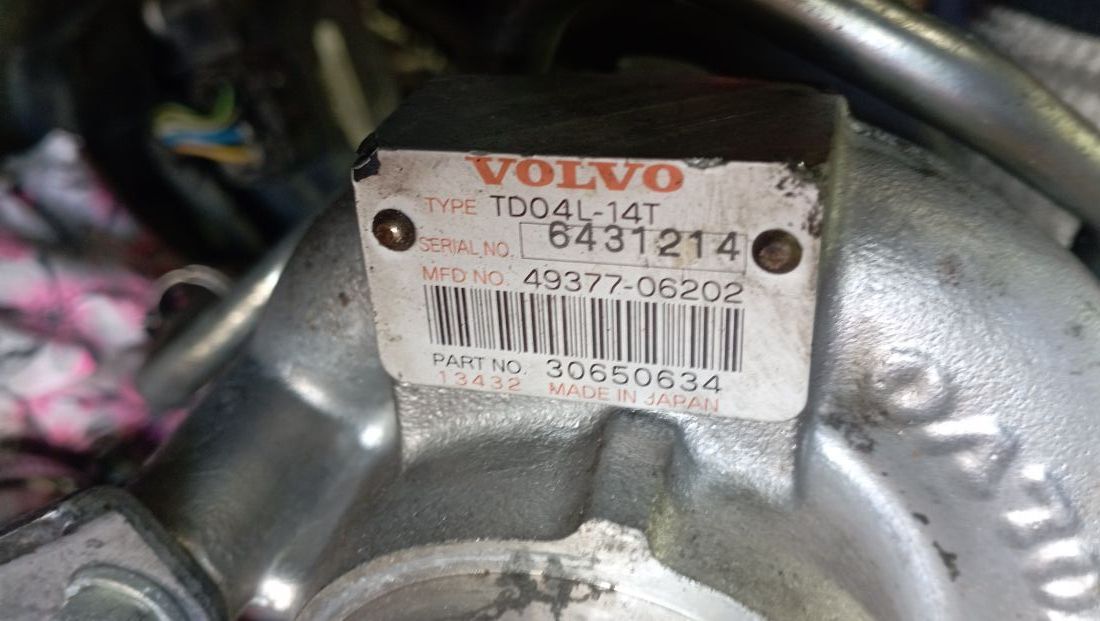 VOLVO
TYPE TD04L-14T
SERIAL NO. 6431214
MFD NO. 49377-06202
PART NO. 30650634
13432 MADE IN JAPAN